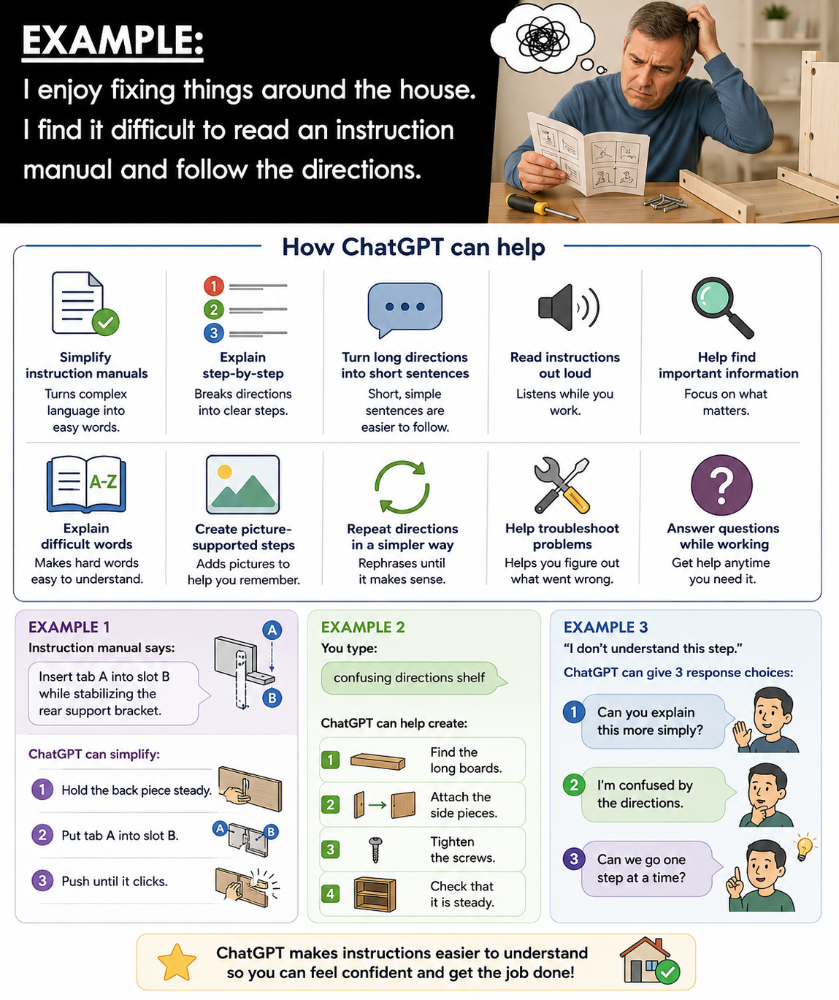 EXAMPLE:
I enjoy fixing things around the house.
I find it difficult to read an instruction
manual and follow the directions.
How ChatGPT can help
1
2
3
Simplify
instruction manuals
Turns complex
language into
easy words.
Explain
step-by-step
Breaks directions
into clear steps.
Turn long directions
into short sentences
Short, simple
sentences are
easier to follow.
Read instructions
out loud
Listens while you
work.
Help find
important information
Focus on what
matters.
A-Z
Explain
difficult words
Makes hard words
easy to understand.
Create picture-
supported steps
Adds pictures to
help you remember.
Repeat directions
in a simpler way
Rephrases until
it makes sense.
Help troubleshoot
problems
Helps you figure out
what went wrong.
?
Answer questions
while working
Get help anytime
you need it.
EXAMPLE 1
Instruction manual says:
Insert tab A into slot B
while stabilizing the
rear support bracket.
A
B
ChatGPT can simplify:
1 Hold the back piece steady.
2 Put tab A into slot B.
A B
3 Push until it clicks.
EXAMPLE 2
You type:
confusing directions shelf
ChatGPT can help create:
1 Find the
long boards.
2 Attach the
side pieces.
3 Tighten
the screws.
4 Check that
it is steady.
EXAMPLE 3
“I don’t understand this step.”
ChatGPT can give 3 response choices:
1 Can you explain
this more simply?
2 I’m confused by
the directions.
3 Can we go one
step at a time?
ChatGPT makes instructions easier to understand
so you can feel confident and get the job done!